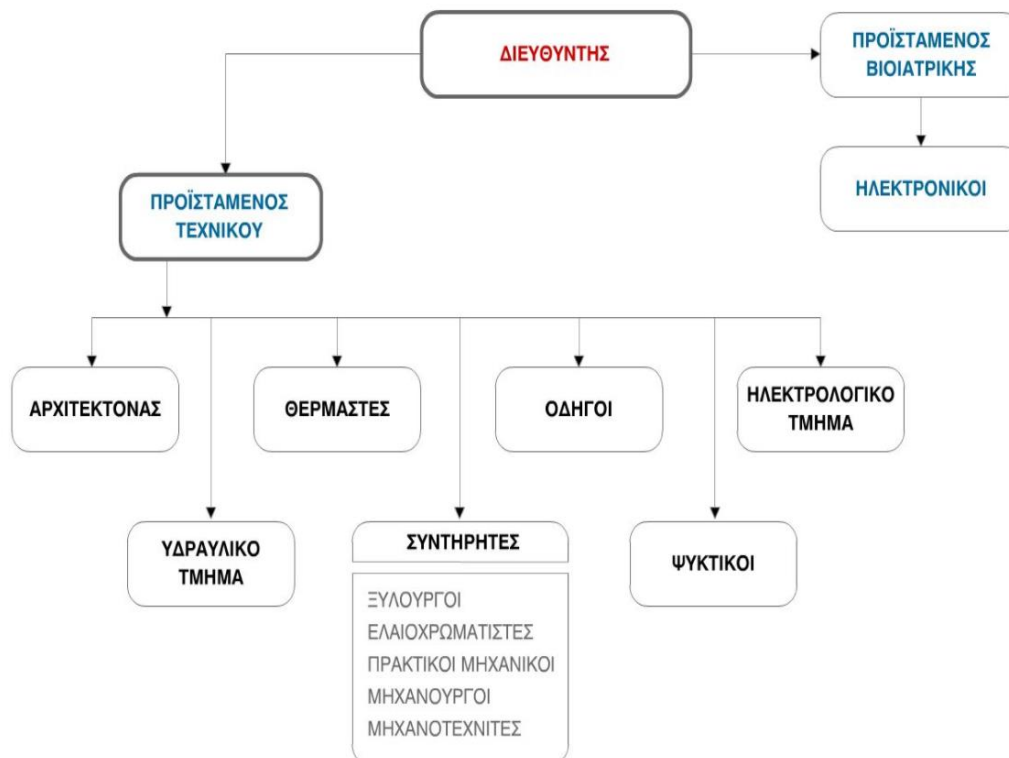 ΔΙΕΥΘΥΝΤΗΣ
ΠΡΟΪΣΤΑΜΕΝΟΣ
ΒΙΟΙΑΤΡΙΚΗΣ
ΗΛΕΚΤΡΟΝΙΚΟΙ
ΠΡΟΪΣΤΑΜΕΝΟΣ
ΤΕΧΝΙΚΟΥ
ΑΡΧΙΤΕΚΤΟΝΑΣ
ΘΕΡΜΑΣΤΕΣ
ΟΔΗΓΟΙ
ΗΛΕΚΤΡΟΛΟΓΙΚΟ
ΤΜΗΜΑ
ΥΔΡΑΥΛΙΚΟ
ΤΜΗΜΑ
ΣΥΝΤΗΡΗΤΕΣ
ΞΥΛΟΥΡΓΟΙ
ΕΛΑΙΟΧΡΩΜΑΤΙΣΤΕΣ
ΠΡΑΚΤΙΚΟΙ ΜΗΧΑΝΙΚΟΙ
ΜΗΧΑΝΟΥΡΓΟΙ
ΜΗΧΑΝΟΤΕΧΝΙΤΕΣ
ΨΥΚΤΙΚΟΙ